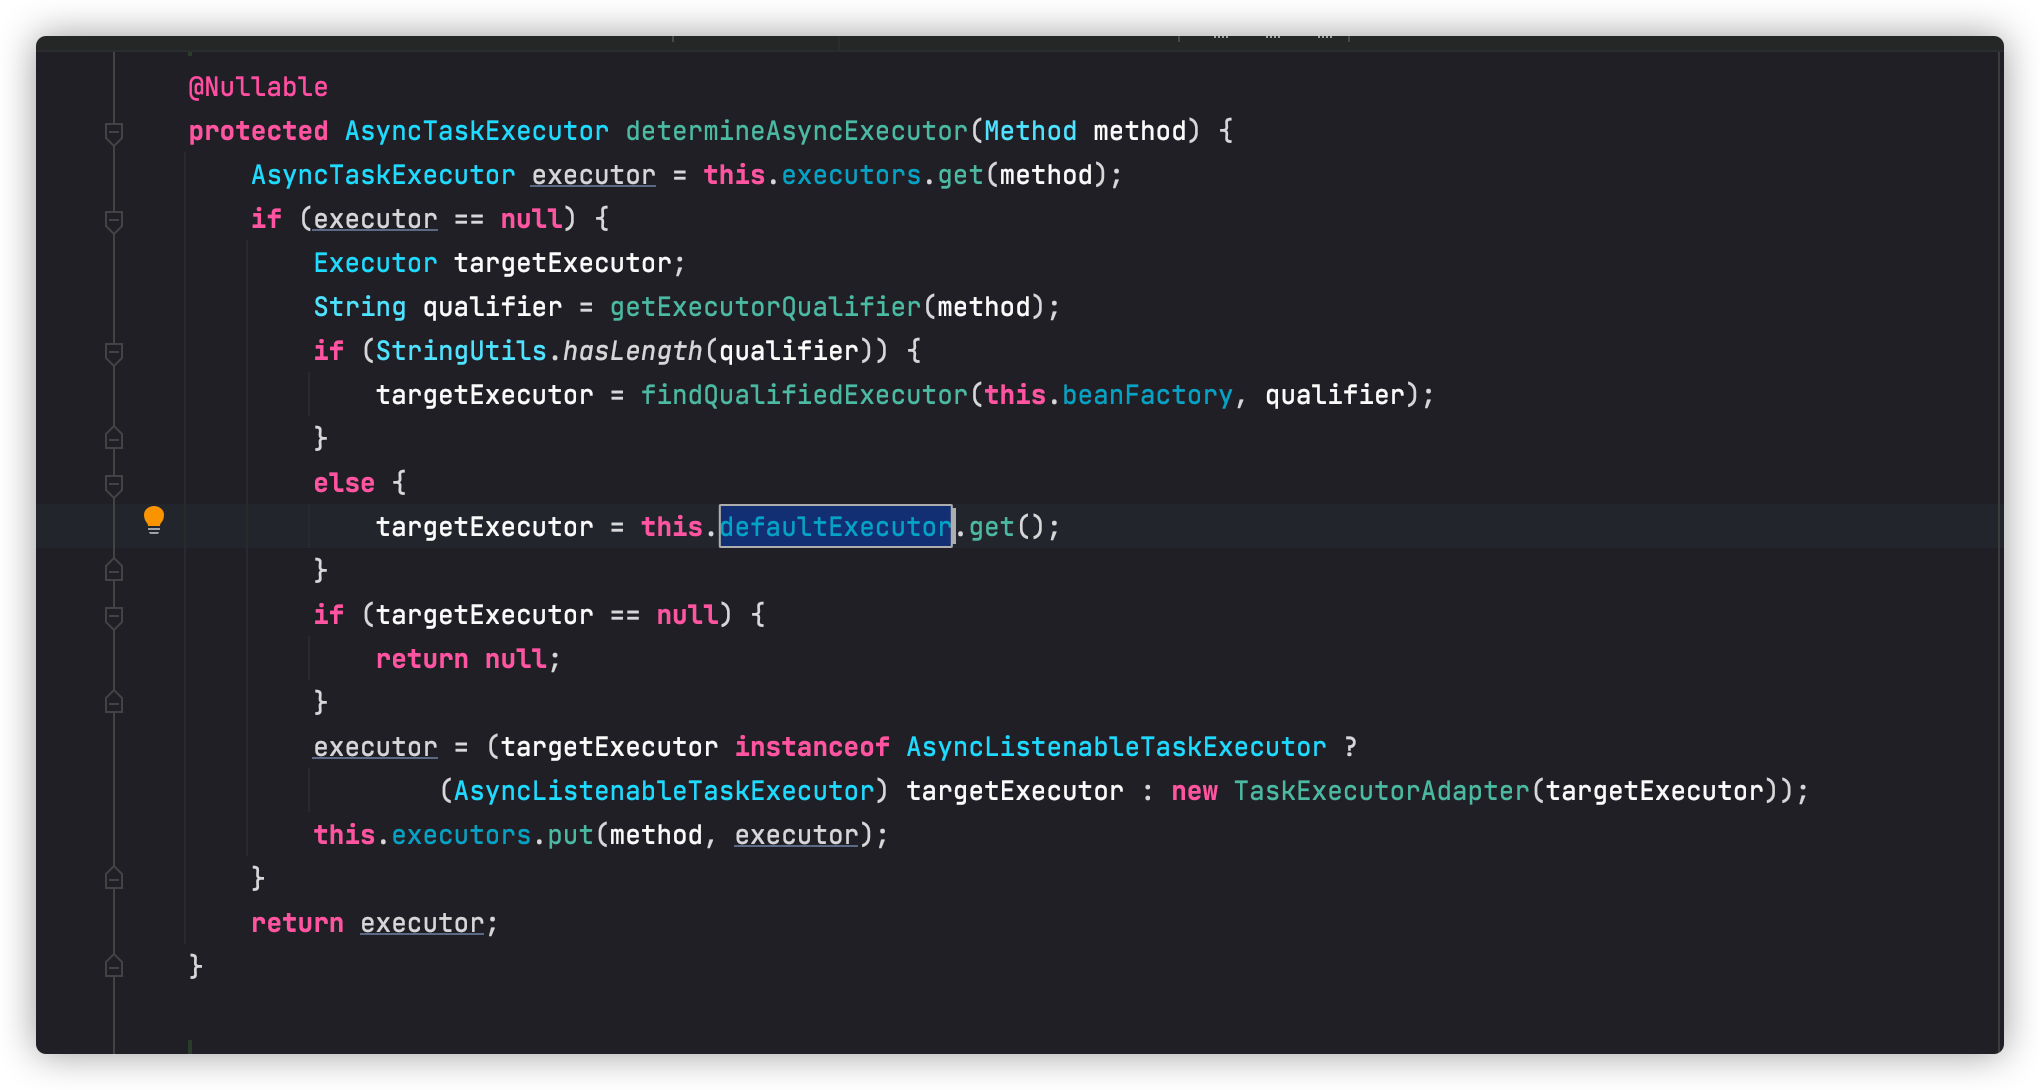 @Nullable
protected AsyncTaskExecutor determineAsyncExecutor(Method method) {
    AsyncTaskExecutor executor = this.executors.get(method);
    if (executor == null) {
        Executor targetExecutor;
        String qualifier = getExecutorQualifier(method);
        if (StringUtils.hasLength(qualifier)) {
            targetExecutor = findQualifiedExecutor(this.beanFactory, qualifier);
        }
        else {
            targetExecutor = this.defaultExecutor.get();
        }
        if (targetExecutor == null) {
            return null;
        }
        executor = (targetExecutor instanceof AsyncListenableTaskExecutor ?
                (AsyncListenableTaskExecutor) targetExecutor : new TaskExecutorAdapter(targetExecutor));
        this.executors.put(method, executor);
    }
    return executor;
}